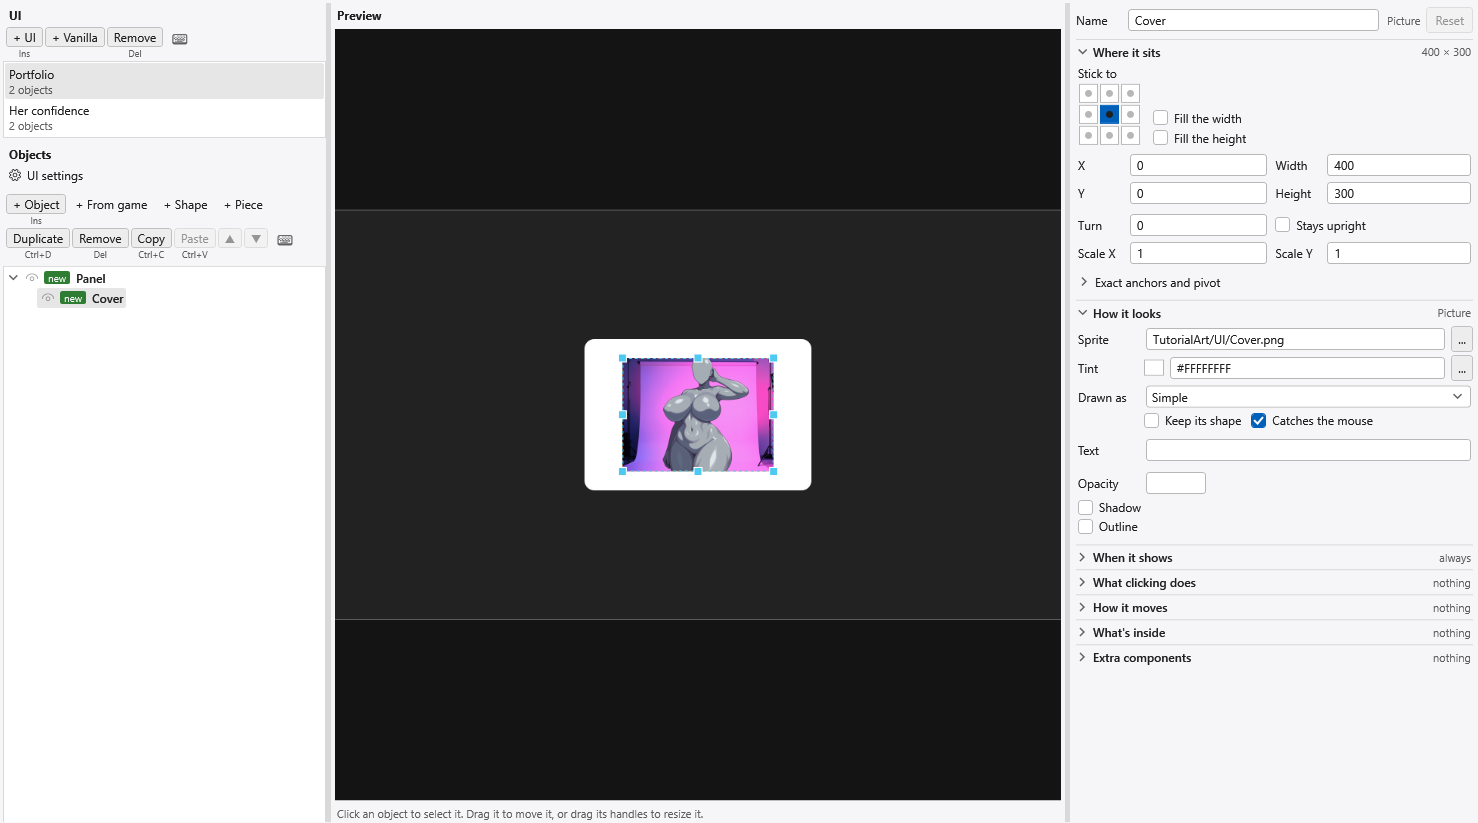 UI
+ UI
+ Vanilla
Remove
Ins
Del
Portfolio
2 objects
Her confidence
2 objects
Objects
UI settings
+ Object
+ From game
+ Shape
+ Piece
Ins
Duplicate
Remove
Copy
Paste
Ctrl+D
Del
Ctrl+C
Ctrl+V
new Panel
new Cover
Preview
Click an object to select it. Drag it to move it, or drag its handles to resize it.
Name
Cover
Picture
Reset
Where it sits
400 × 300
Stick to
Fill the width
Fill the height
X
0
Width
400
Y
0
Height
300
Turn
0
Stays upright
Scale X
1
Scale Y
1
Exact anchors and pivot
How it looks
Picture
Sprite
TutorialArt/UI/Cover.png
...
Tint
#FFFFFFFF
...
Drawn as
Simple
Keep its shape
Catches the mouse
Text
Opacity
Shadow
Outline
When it shows
always
What clicking does
nothing
How it moves
nothing
What's inside
nothing
Extra components
nothing